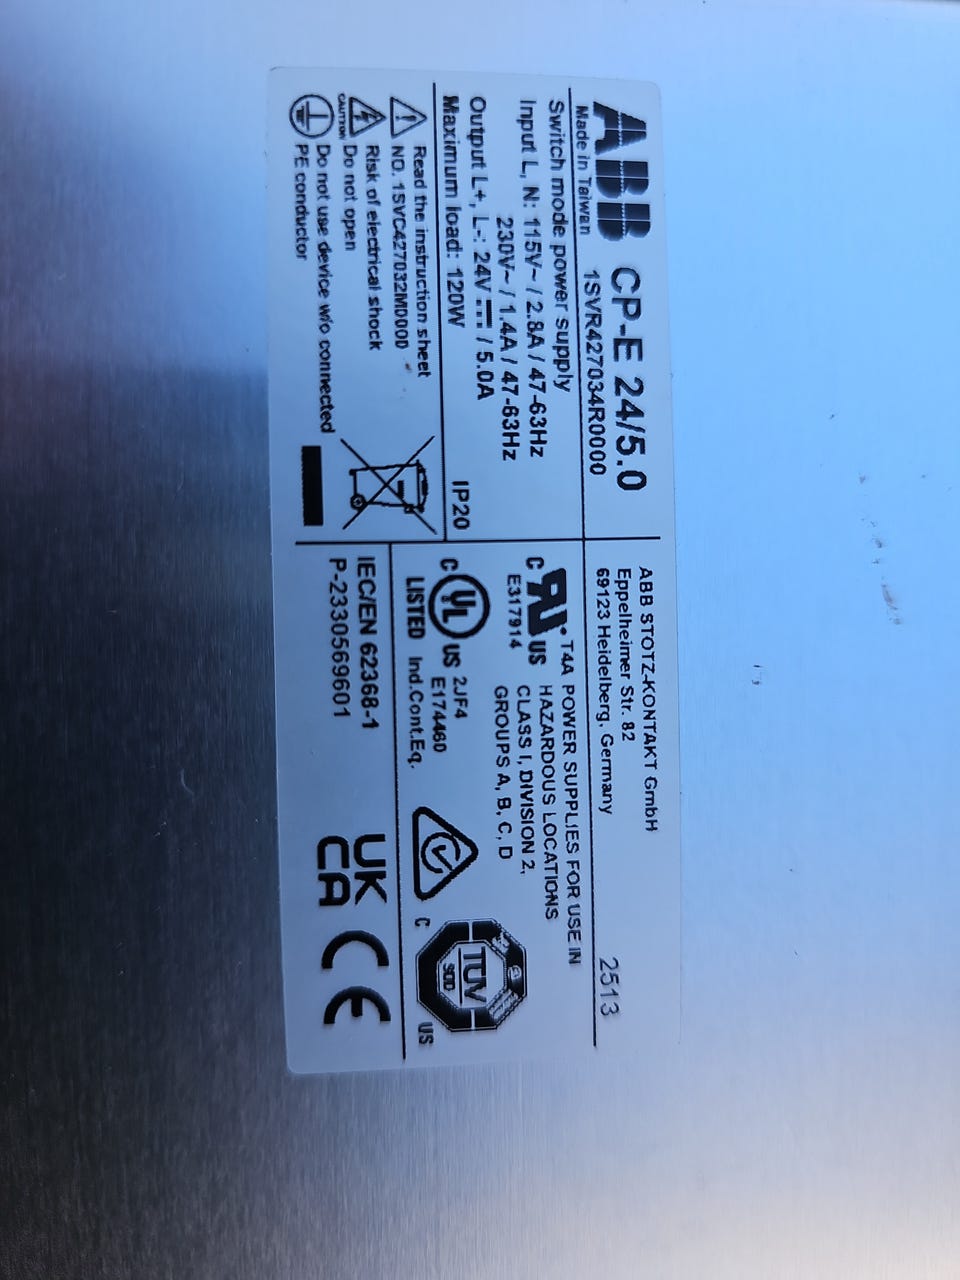 ABB CP-E 24/5.0
Made in Taiwan 1SVR427034R0000
Switch mode power supply
Input L, N: 115V~ / 2.8A / 47-63Hz
230V~ / 1.4A / 47-63Hz
Output L+, L-: 24V⎓ / 5.0A
Maximum load: 120W IP20
Read the instruction sheet
NO. 1SVC427032M0000
Risk of electrical shock
CAUTION Do not open
Do not use device w/o connected
PE conductor
ABB STOTZ-KONTAKT GmbH
Eppelheimer Str. 82
69123 Heidelberg, Germany 2513
T4A POWER SUPPLIES FOR USE IN
HAZARDOUS LOCATIONS
CLASS I, DIVISION 2,
GROUPS A, B, C, D
C US
E317914
C UL US 2JF4
E174460
LISTED Ind.Cont.Eq.
TÜV
SÜD
C US
IEC/EN 62368-1
P-2330569601
UK
CA
CE